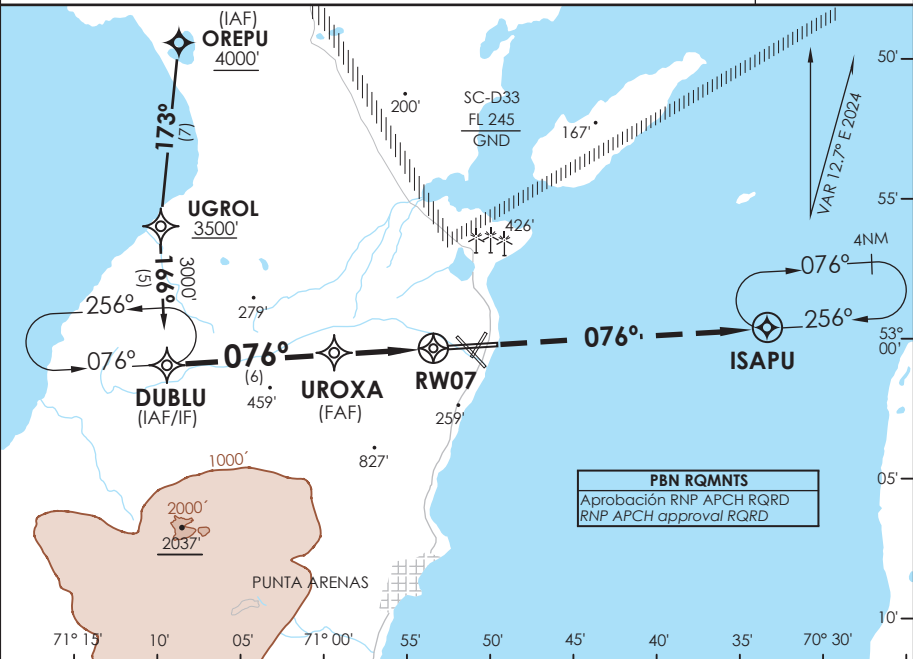 (IAF)
OREPU
4000'
173°
(7)
UGROL
3500'
166°
(5)
3000'
256°
076°
DUBLU
(IAF/IF)
076°
(6)
279'
459'
UROXA
(FAF)
RW07
259'
827'
200'
SC-D33
FL 245
GND
167'
426'
VAR 12.7° E 2024
50'
55'
4NM
076°
256°
53°
00'
076°
ISAPU
05'
10'
PBN RQMNTS
Aprobación RNP APCH RQRD
RNP APCH approval RQRD
1000´
2000´
2037'
PUNTA ARENAS
71° 15'
10'
05'
71° 00'
55'
50'
45'
40'
35'
70° 30'